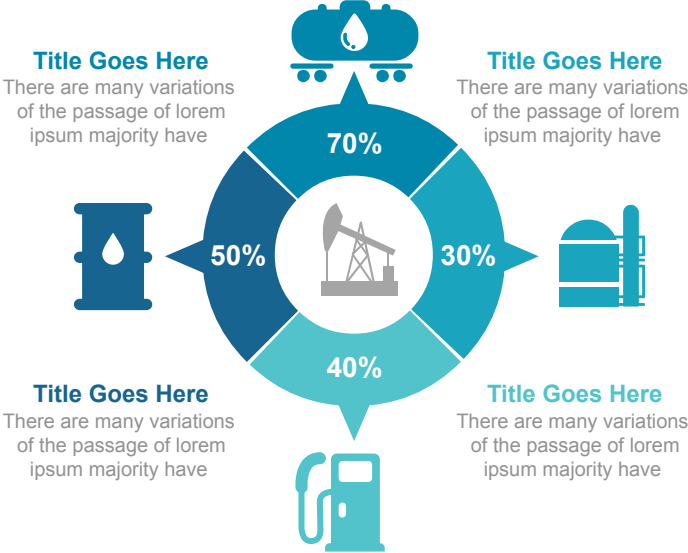 Title Goes Here
There are many variations
of the passage of lorem
ipsum majority have
Title Goes Here
There are many variations
of the passage of lorem
ipsum majority have
70%
50%
30%
40%
Title Goes Here
There are many variations
of the passage of lorem
ipsum majority have
Title Goes Here
There are many variations
of the passage of lorem
ipsum majority have